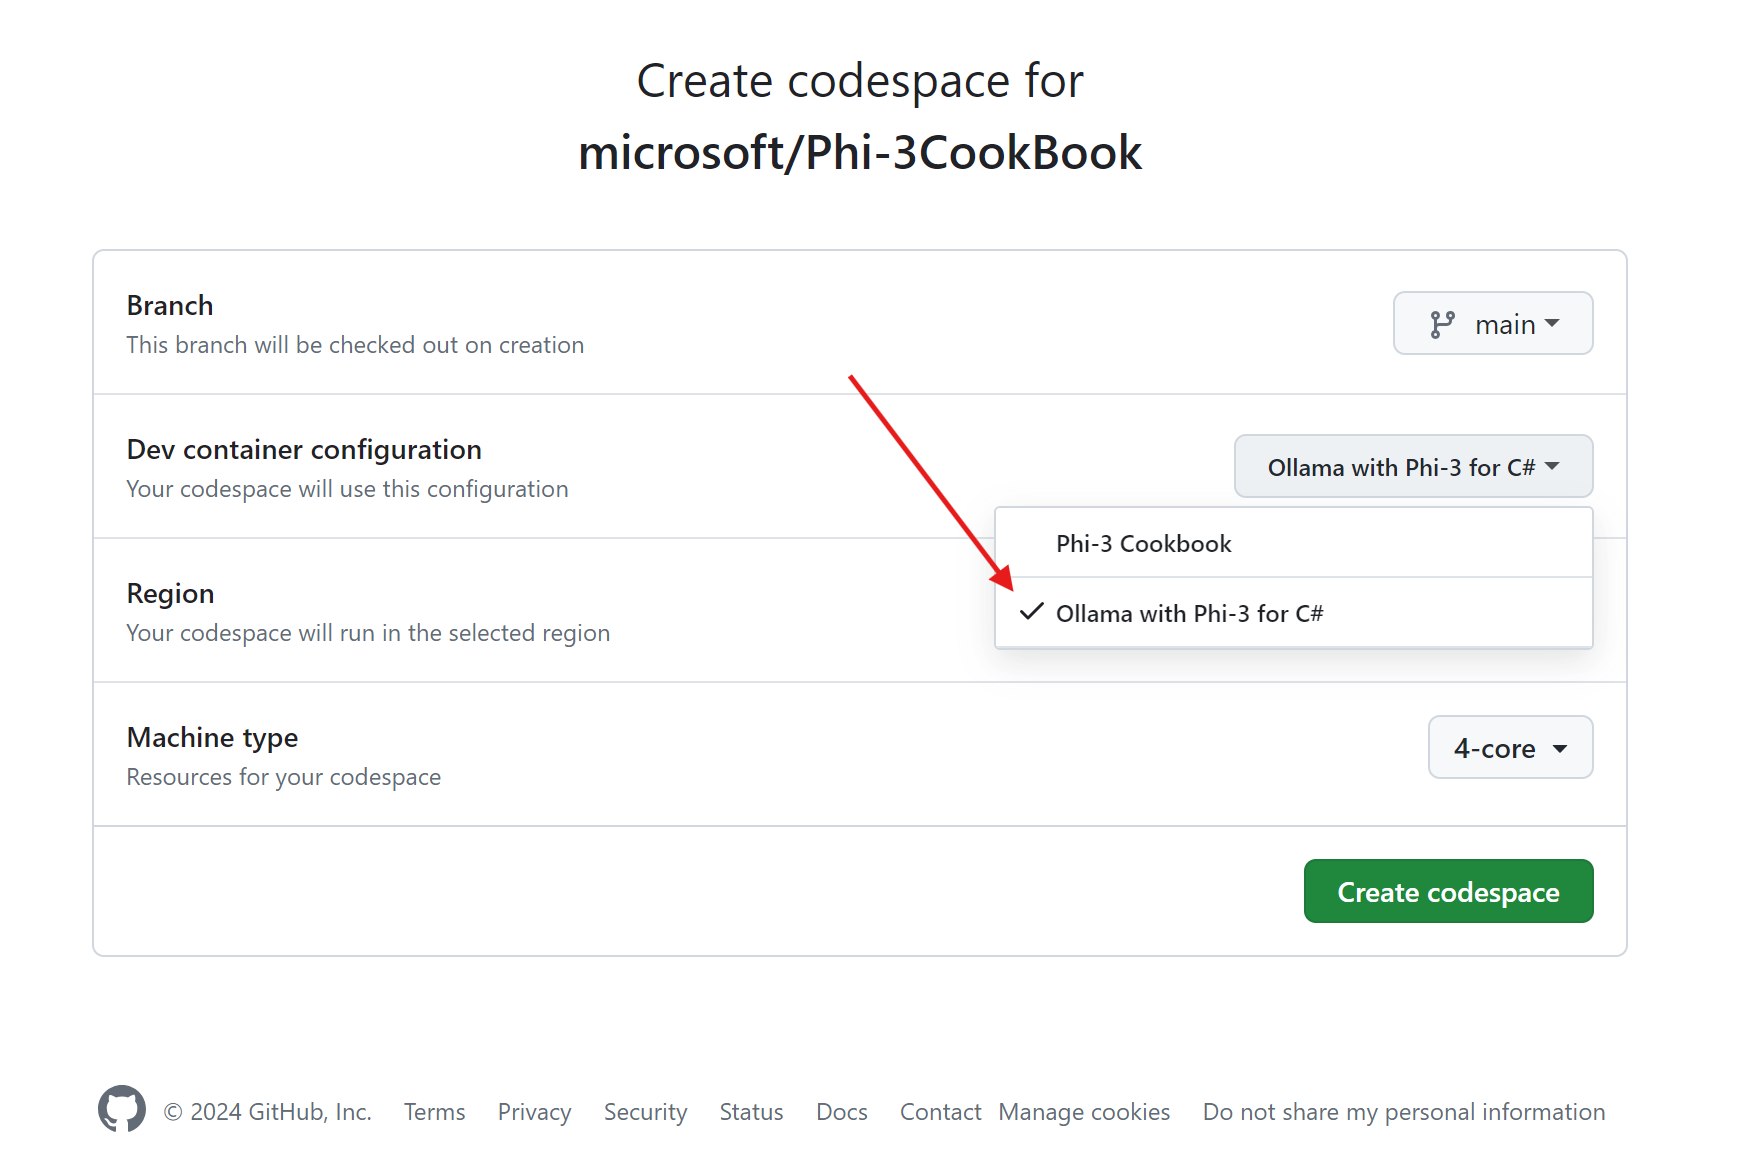 Create codespace for
microsoft/Phi-3CookBook
Branch
This branch will be checked out on creation
main
Dev container configuration
Your codespace will use this configuration
Ollama with Phi-3 for C#
Phi-3 Cookbook
Ollama with Phi-3 for C#
Region
Your codespace will run in the selected region
Machine type
Resources for your codespace
4-core
Create codespace
© 2024 GitHub, Inc. Terms Privacy Security Status Docs Contact Manage cookies Do not share my personal information